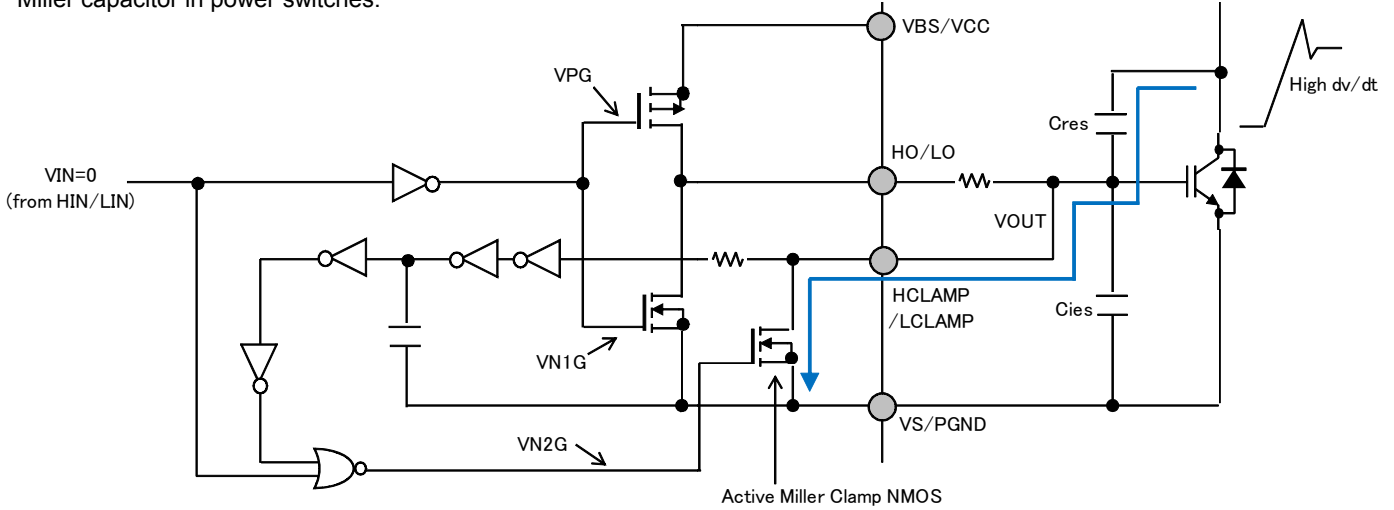 Miller capacitor in power switches.
VBS/VCC
VPG
High dv/dt
Cres
HO/LO
VIN=0
(from HIN/LIN)
VOUT
HCLAMP
/LCLAMP
Cies
VN1G
VS/PGND
VN2G
Active Miller Clamp NMOS